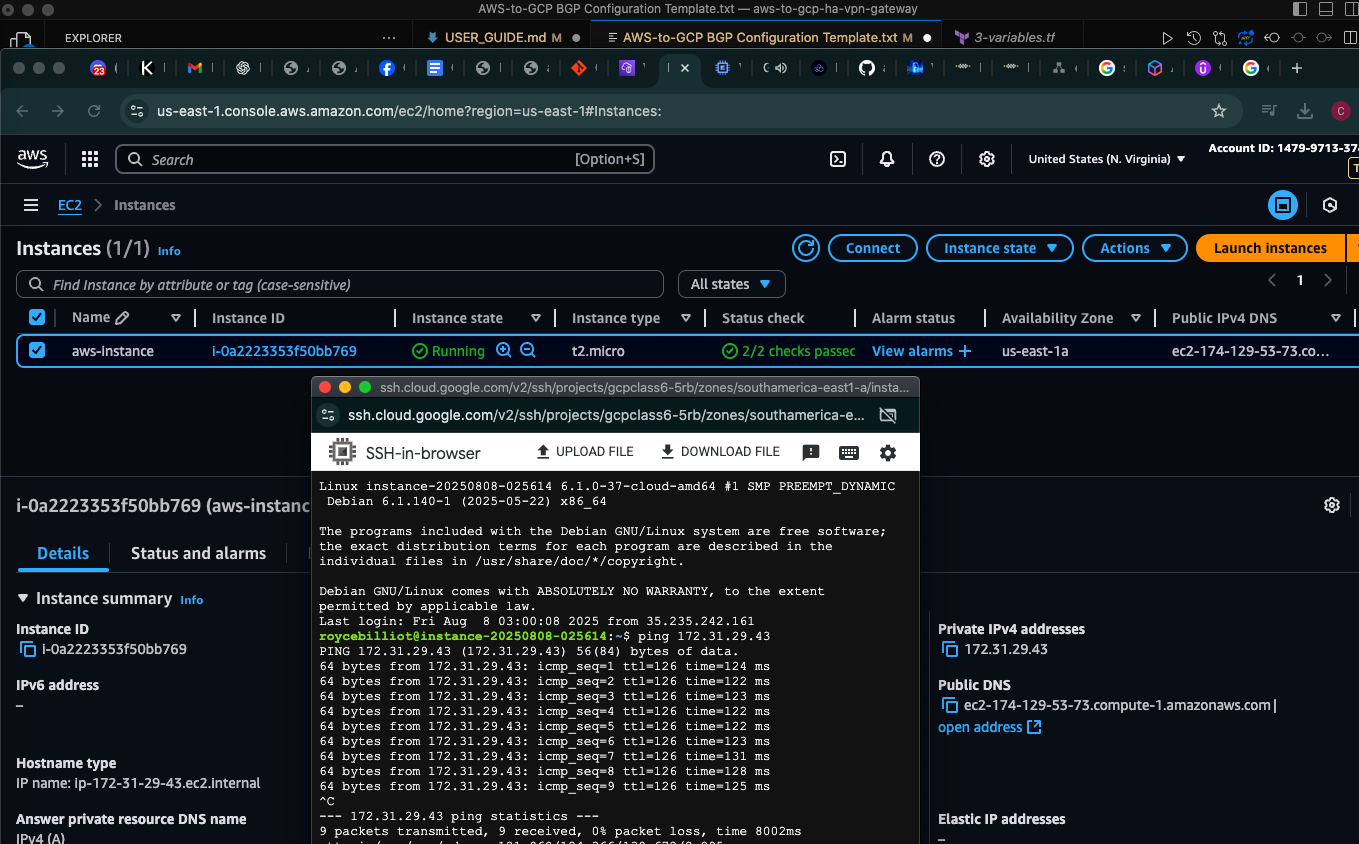 AWS-to-GCP BGP Configuration Template.txt — aws-to-gcp-ha-vpn-gateway
EXPLORER
USER_GUIDE.md M
AWS-to-GCP BGP Configuration Template.txt M
3-variables.tf
23
us-east-1.console.aws.amazon.com/ec2/home?region=us-east-1#Instances:
C
aws
Search
[Option+S]
United States (N. Virginia)
Account ID: 1479-9713-37
EC2
Instances
Instances (1/1) Info
Connect
Instance state
Actions
Launch instances
Find Instance by attribute or tag (case-sensitive)
All states
1
Name
Instance ID
Instance state
Instance type
Status check
Alarm status
Availability Zone
Public IPv4 DNS
aws-instance
i-0a2223353f50bb769
Running
t2.micro
2/2 checks passec
View alarms +
us-east-1a
ec2-174-129-53-73.co...
ssh.cloud.google.com/v2/ssh/projects/gcpclass6-5rb/zones/southamerica-east1-a/insta...
ssh.cloud.google.com/v2/ssh/projects/gcpclass6-5rb/zones/southamerica-e...
SSH-in-browser
UPLOAD FILE
DOWNLOAD FILE
Linux instance-20250808-025614 6.1.0-37-cloud-amd64 #1 SMP PREEMPT_DYNAMIC
Debian 6.1.140-1 (2025-05-22) x86_64
The programs included with the Debian GNU/Linux system are free software;
the exact distribution terms for each program are described in the
individual files in /usr/share/doc/*/copyright.
Debian GNU/Linux comes with ABSOLUTELY NO WARRANTY, to the extent
permitted by applicable law.
Last login: Fri Aug  8 03:00:08 2025 from 35.235.242.161
roycebilliot@instance-20250808-025614:~$ ping 172.31.29.43
PING 172.31.29.43 (172.31.29.43) 56(84) bytes of data.
64 bytes from 172.31.29.43: icmp_seq=1 ttl=126 time=124 ms
64 bytes from 172.31.29.43: icmp_seq=2 ttl=126 time=122 ms
64 bytes from 172.31.29.43: icmp_seq=3 ttl=126 time=123 ms
64 bytes from 172.31.29.43: icmp_seq=4 ttl=126 time=122 ms
64 bytes from 172.31.29.43: icmp_seq=5 ttl=126 time=122 ms
64 bytes from 172.31.29.43: icmp_seq=6 ttl=126 time=123 ms
64 bytes from 172.31.29.43: icmp_seq=7 ttl=126 time=131 ms
64 bytes from 172.31.29.43: icmp_seq=8 ttl=126 time=128 ms
64 bytes from 172.31.29.43: icmp_seq=9 ttl=126 time=125 ms
^C
--- 172.31.29.43 ping statistics ---
9 packets transmitted, 9 received, 0% packet loss, time 8002ms
i-0a2223353f50bb769 (aws-instanc
Details
Status and alarms
Instance summary Info
Instance ID
i-0a2223353f50bb769
IPv6 address
–
Hostname type
IP name: ip-172-31-29-43.ec2.internal
Answer private resource DNS name
IPv4 (A)
Private IPv4 addresses
172.31.29.43
Public DNS
ec2-174-129-53-73.compute-1.amazonaws.com |
open address
Elastic IP addresses
–